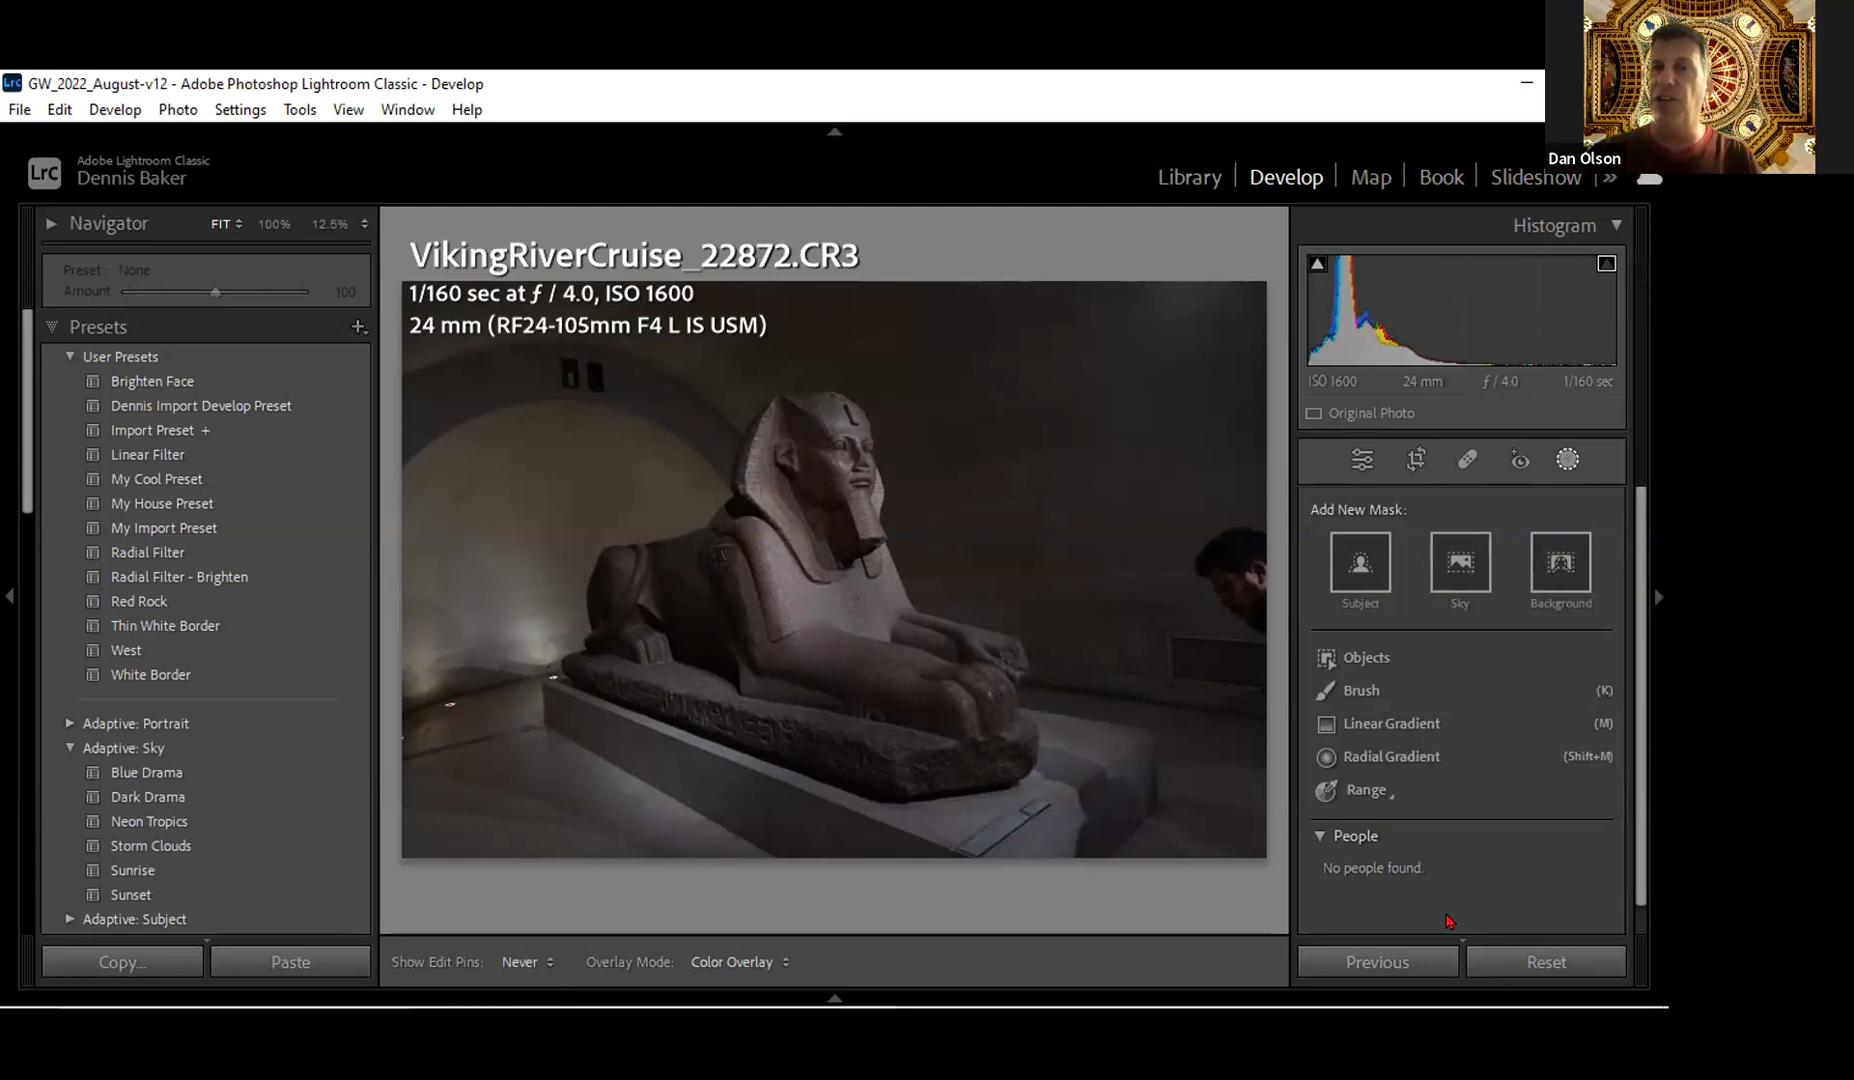 GW_2022_August-v12 - Adobe Photoshop Lightroom Classic - Develop
File Edit Develop Photo Settings Tools View Window Help
Dan Olson
Lrc
LrC
Adobe Lightroom Classic
Dennis Baker
Library | Develop | Map | Book | Slideshow »
Navigator FIT 100% 12.5%
Preset : None
Amount 100
Presets +
User Presets
Brighten Face
Dennis Import Develop Preset
Import Preset +
Linear Filter
My Cool Preset
My House Preset
My Import Preset
Radial Filter
Radial Filter - Brighten
Red Rock
Thin White Border
West
White Border
Adaptive: Portrait
Adaptive: Sky
Blue Drama
Dark Drama
Neon Tropics
Storm Clouds
Sunrise
Sunset
Adaptive: Subject
Copy... Paste
VikingRiverCruise_22872.CR3
1/160 sec at ƒ / 4.0, ISO 1600
24 mm (RF24-105mm F4 L IS USM)
Show Edit Pins: Never Overlay Mode: Color Overlay
Histogram
ISO 1600 24 mm ƒ / 4.0 1/160 sec
Original Photo
Add New Mask:
Subject Sky Background
Objects
Brush (K)
Linear Gradient (M)
Radial Gradient (Shift+M)
Range
People
No people found.
Previous Reset